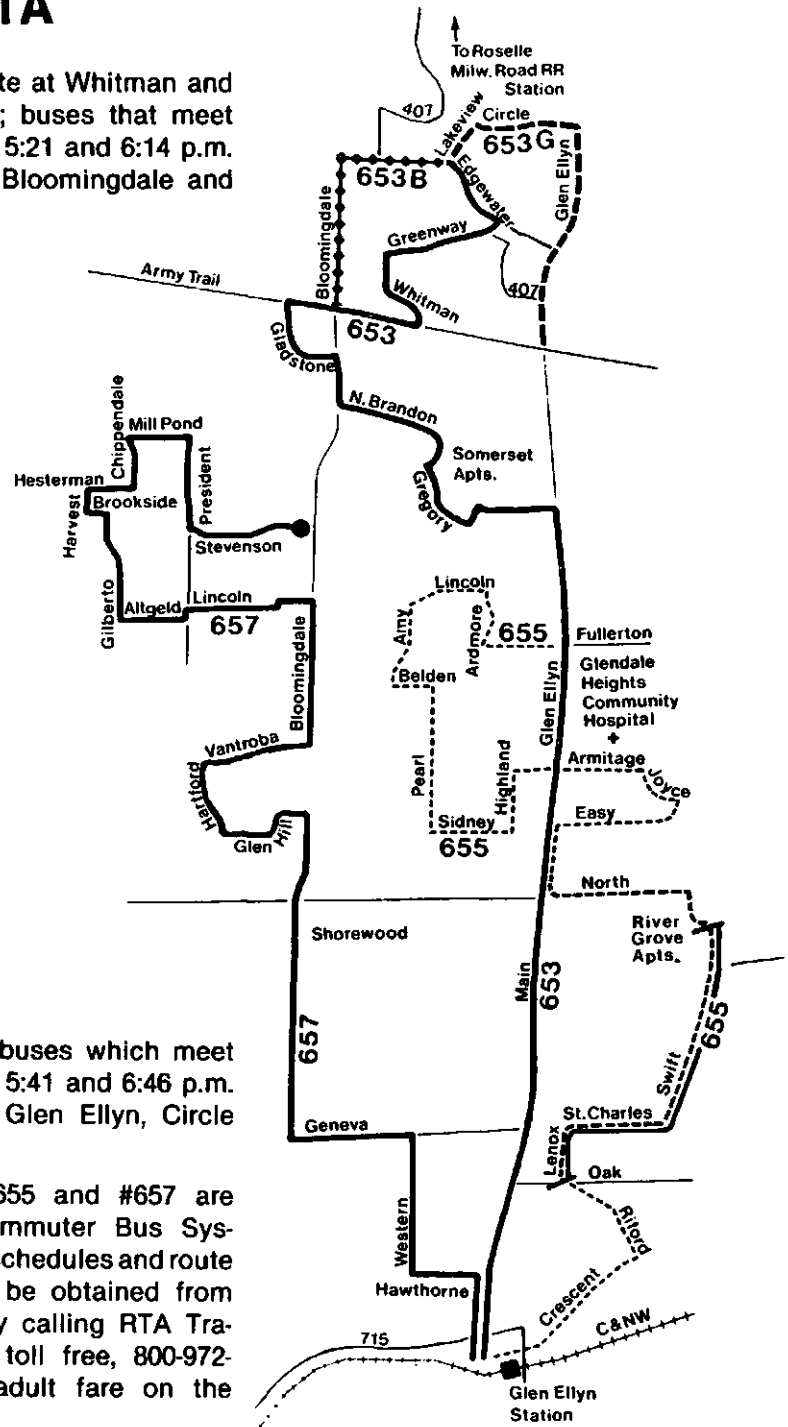 TA
te at Whitman and
; buses that meet
5:21 and 6:14 p.m.
Bloomingdale and
To Roselle
Milw. Road RR
Station
407
Lakeview
Circle
653G
653B
Edgewater
Glen Ellyn
Bloomingdale
Greenway
Army Trail
Whitman
407
653
Gladstone
N. Brandon
Chippendale
Mill Pond
Somerset
Apts.
Hesterman
Brookside
President
Gregory
Harvest
Stevenson
Lincoln
Gilberto
Altgeld
Lincoln
657
Amy
Ardmore
655
Fullerton
Glendale
Heights
Community
Hospital
Belden
Bloomingdale
Glen Ellyn
Vantroba
Armitage
Pearl
Highland
Joyce
Hartford
Easy
Sidney
655
Glen Hill
North
River
Grove
Apts.
Shorewood
Main
653
655
657
Swift
buses which meet
5:41 and 6:46 p.m.
Glen Ellyn, Circle
St.Charles
Geneva
Lenox
Oak
655 and #657 are
mmuter Bus Sys-
schedules and route
be obtained from
y calling RTA Tra-
toll free, 800-972-
adult fare on the
Western
Riford
Hawthorne
Crescent
C&NW
715
Glen Ellyn
Station